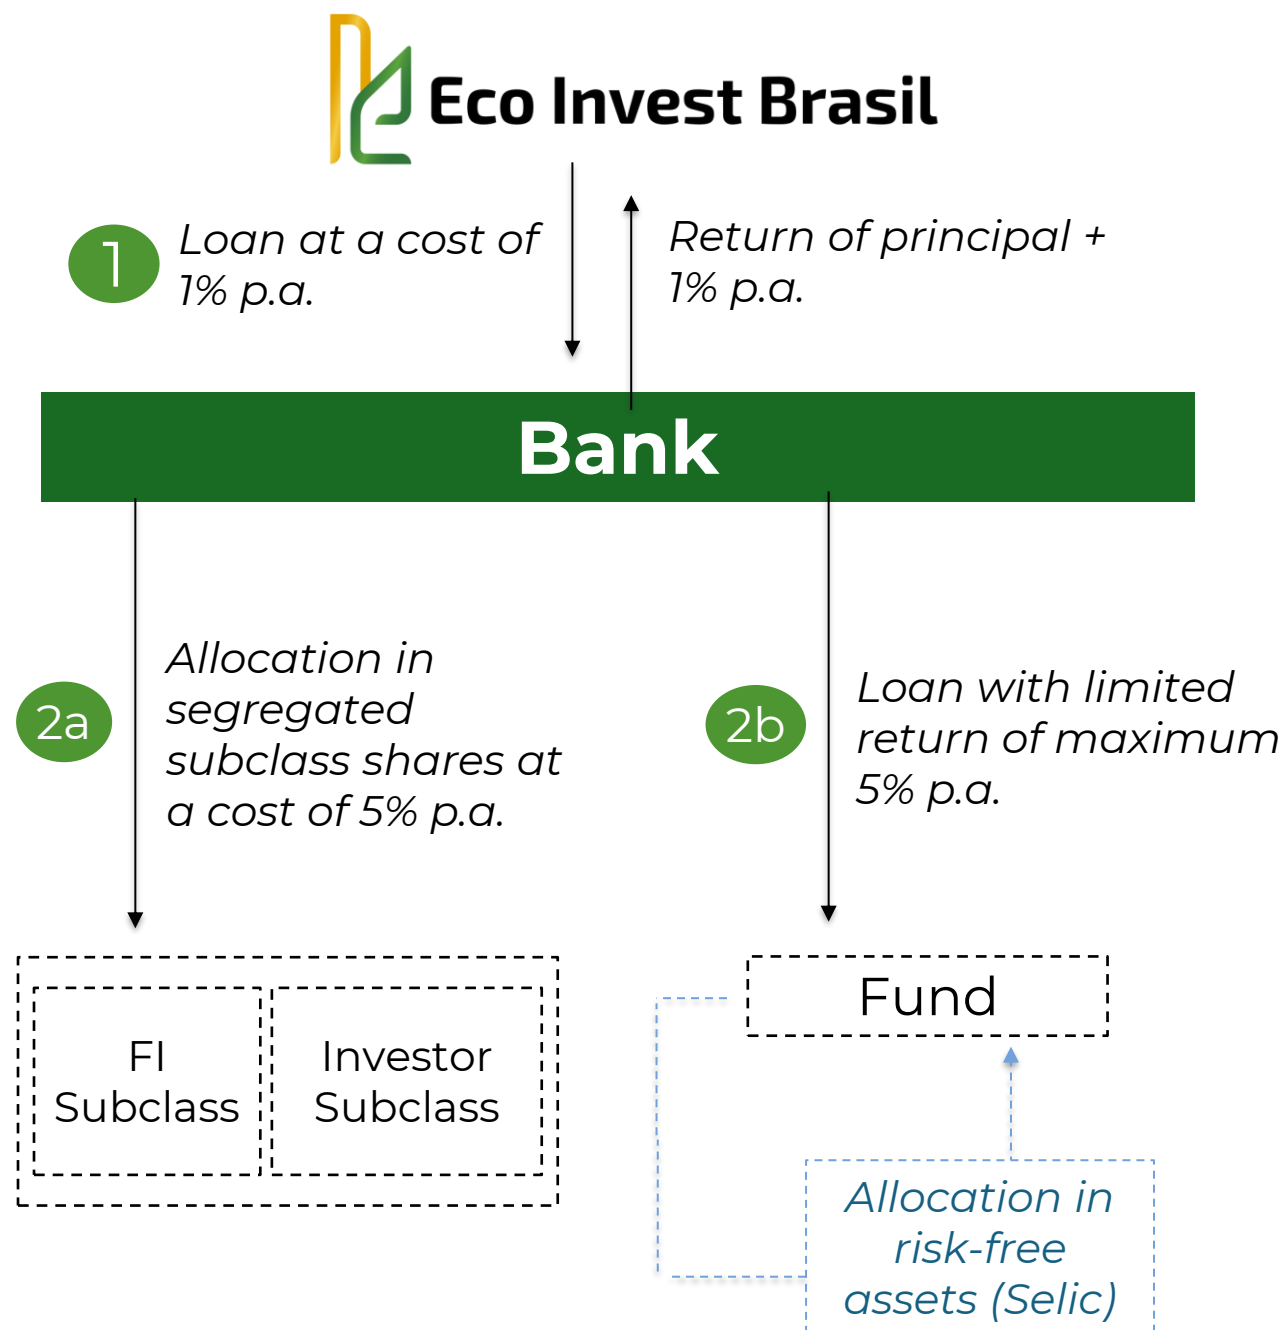 Eco Invest Brasil
1
Loan at a cost of
1% p.a.
Return of principal +
1% p.a.
Bank
2a
Allocation in
segregated
subclass shares at
a cost of 5% p.a.
2b
Loan with limited
return of maximum
5% p.a.
FI
Subclass
Investor
Subclass
Fund
Allocation in
risk-free
assets (Selic)